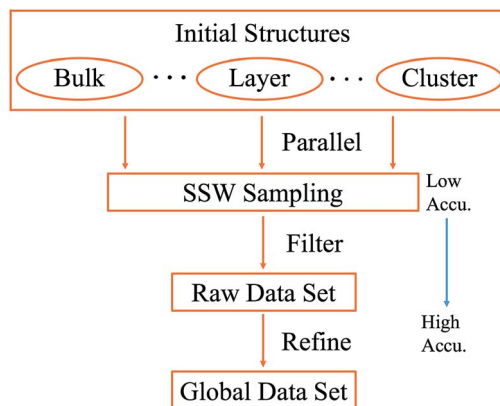 Initial Structures
Bulk ··· Layer ··· Cluster
Parallel
SSW Sampling
Low
Accu.
Filter
Raw Data Set
High
Accu.
Refine
Global Data Set